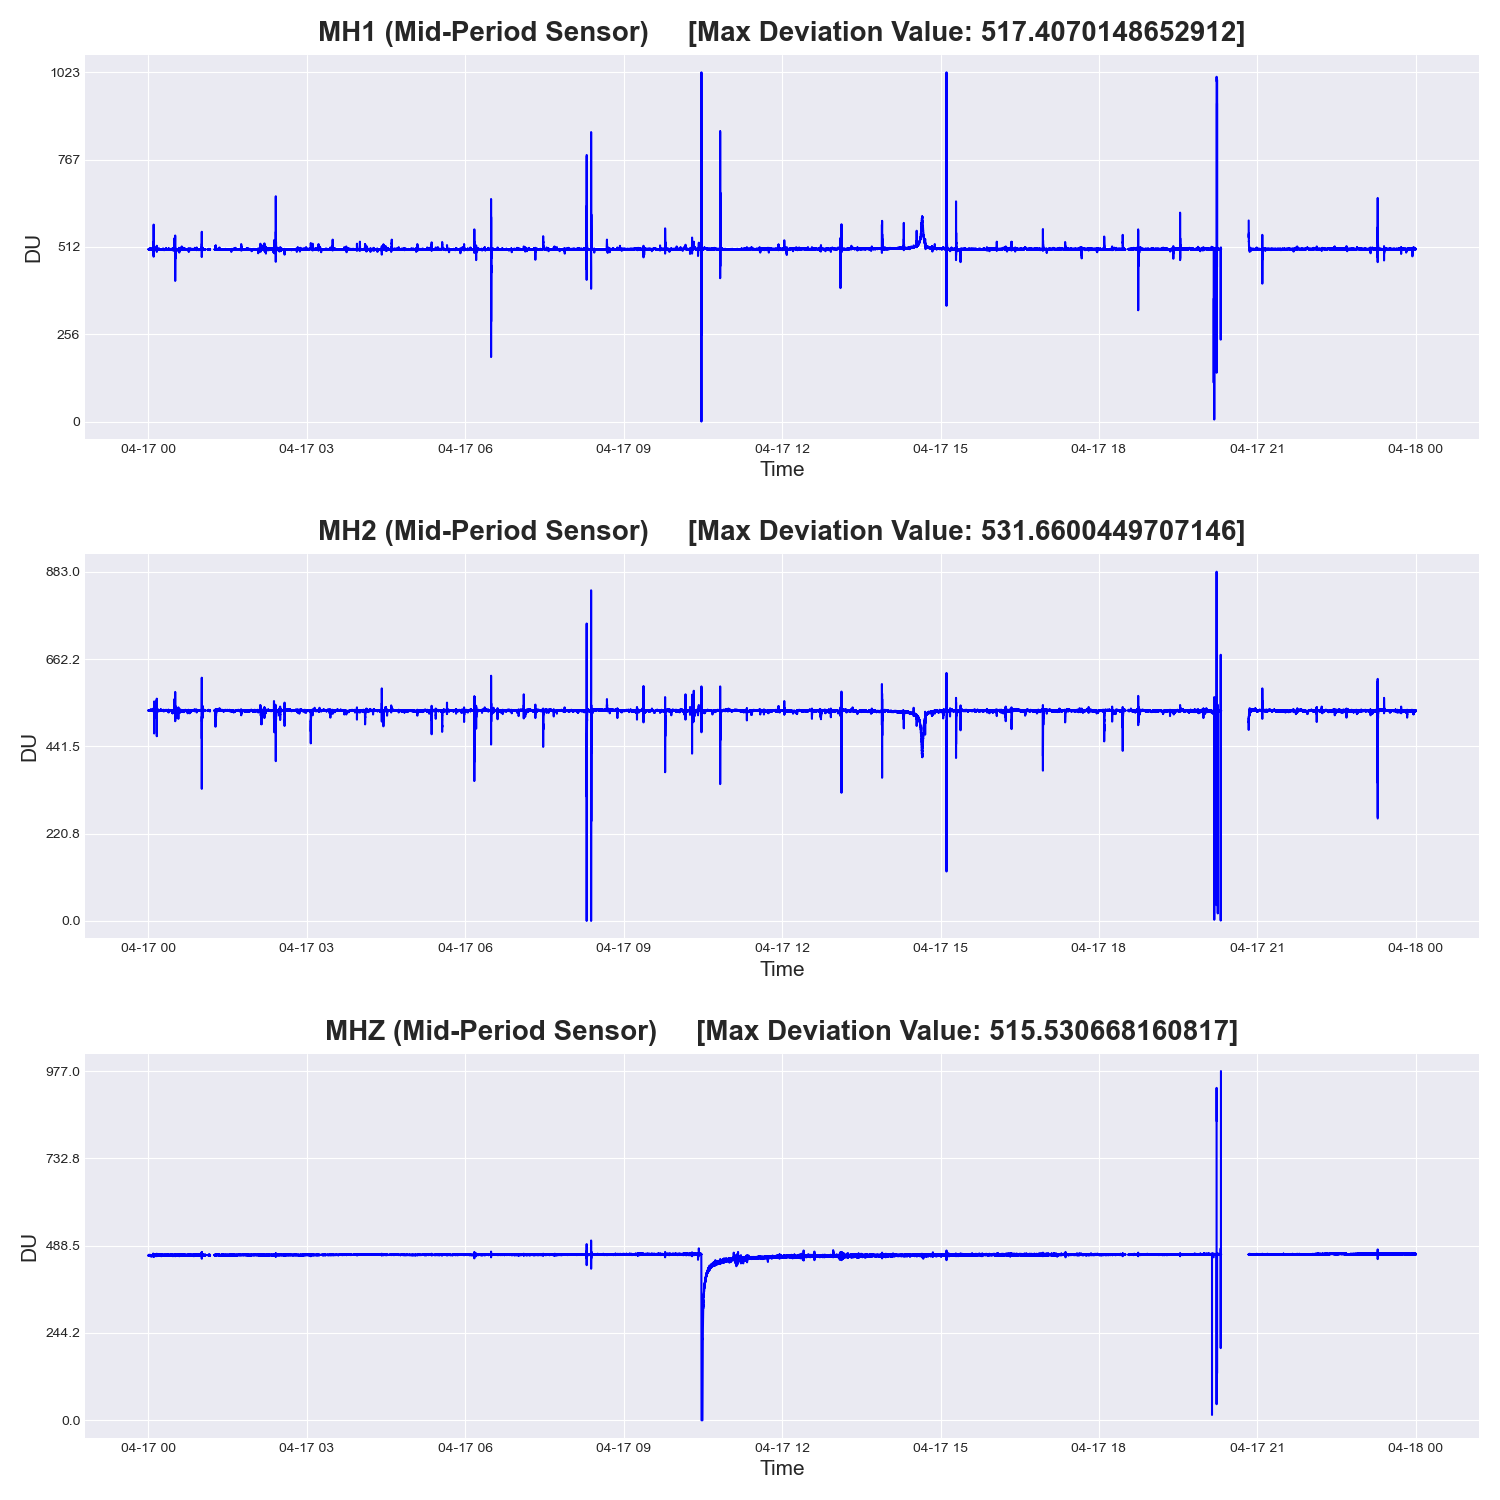 MH1 (Mid-Period Sensor) [Max Deviation Value: 517.4070148652912]
1023
767
512
256
0
DU
04-17 00 04-17 03 04-17 06 04-17 09 04-17 12 04-17 15 04-17 18 04-17 21 04-18 00
Time
MH2 (Mid-Period Sensor) [Max Deviation Value: 531.6600449707146]
883.0
662.2
441.5
220.8
0.0
DU
04-17 00 04-17 03 04-17 06 04-17 09 04-17 12 04-17 15 04-17 18 04-17 21 04-18 00
Time
MHZ (Mid-Period Sensor) [Max Deviation Value: 515.530668160817]
977.0
732.8
488.5
244.2
0.0
DU
04-17 00 04-17 03 04-17 06 04-17 09 04-17 12 04-17 15 04-17 18 04-17 21 04-18 00
Time